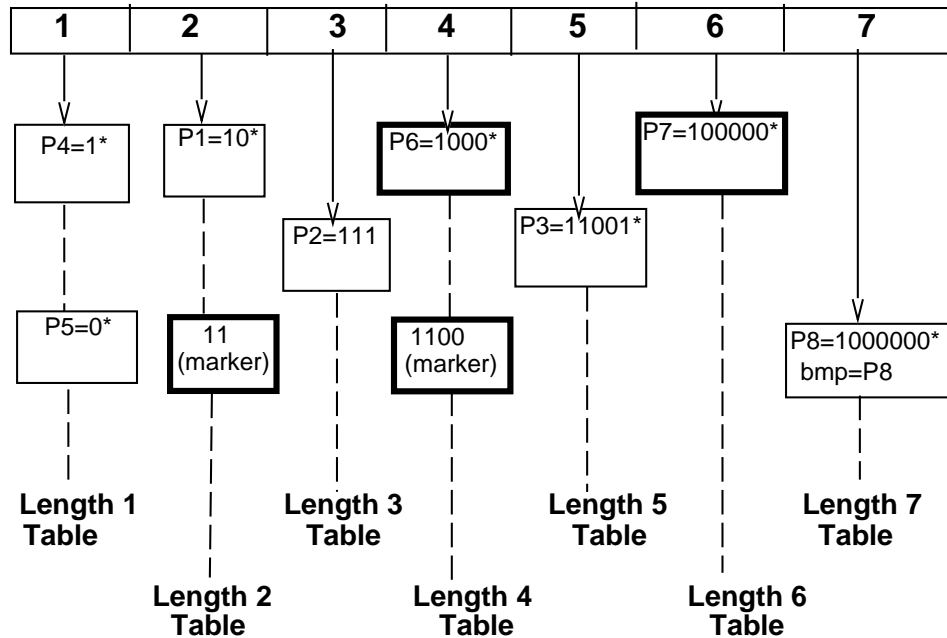 1 2 3 4 5 6 7
P4=1*
P1=10*
P6=1000*
P7=100000*
P2=111
P3=11001*
P5=0*
11
(marker)
1100
(marker)
P8=1000000*
bmp=P8
Length 1
Table
Length 3
Table
Length 5
Table
Length 7
Table
Length 2
Table
Length 4
Table
Length 6
Table